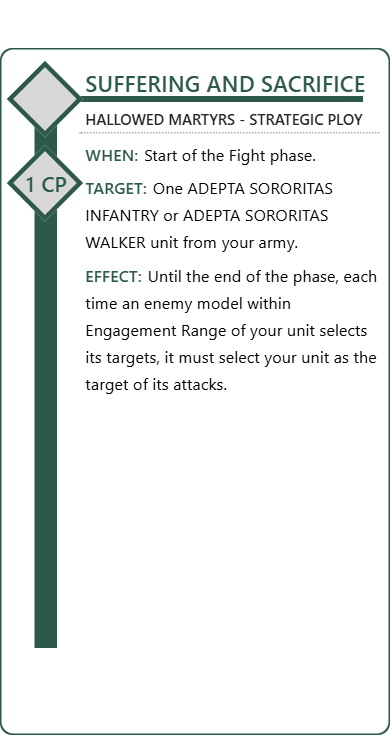 SUFFERING AND SACRIFICE
HALLOWED MARTYRS - STRATEGIC PLOY
WHEN: Start of the Fight phase.
1 CP
TARGET: One ADEPTA SORORITAS
INFANTRY or ADEPTA SORORITAS
WALKER unit from your army.
EFFECT: Until the end of the phase, each
time an enemy model within
Engagement Range of your unit selects
its targets, it must select your unit as the
target of its attacks.